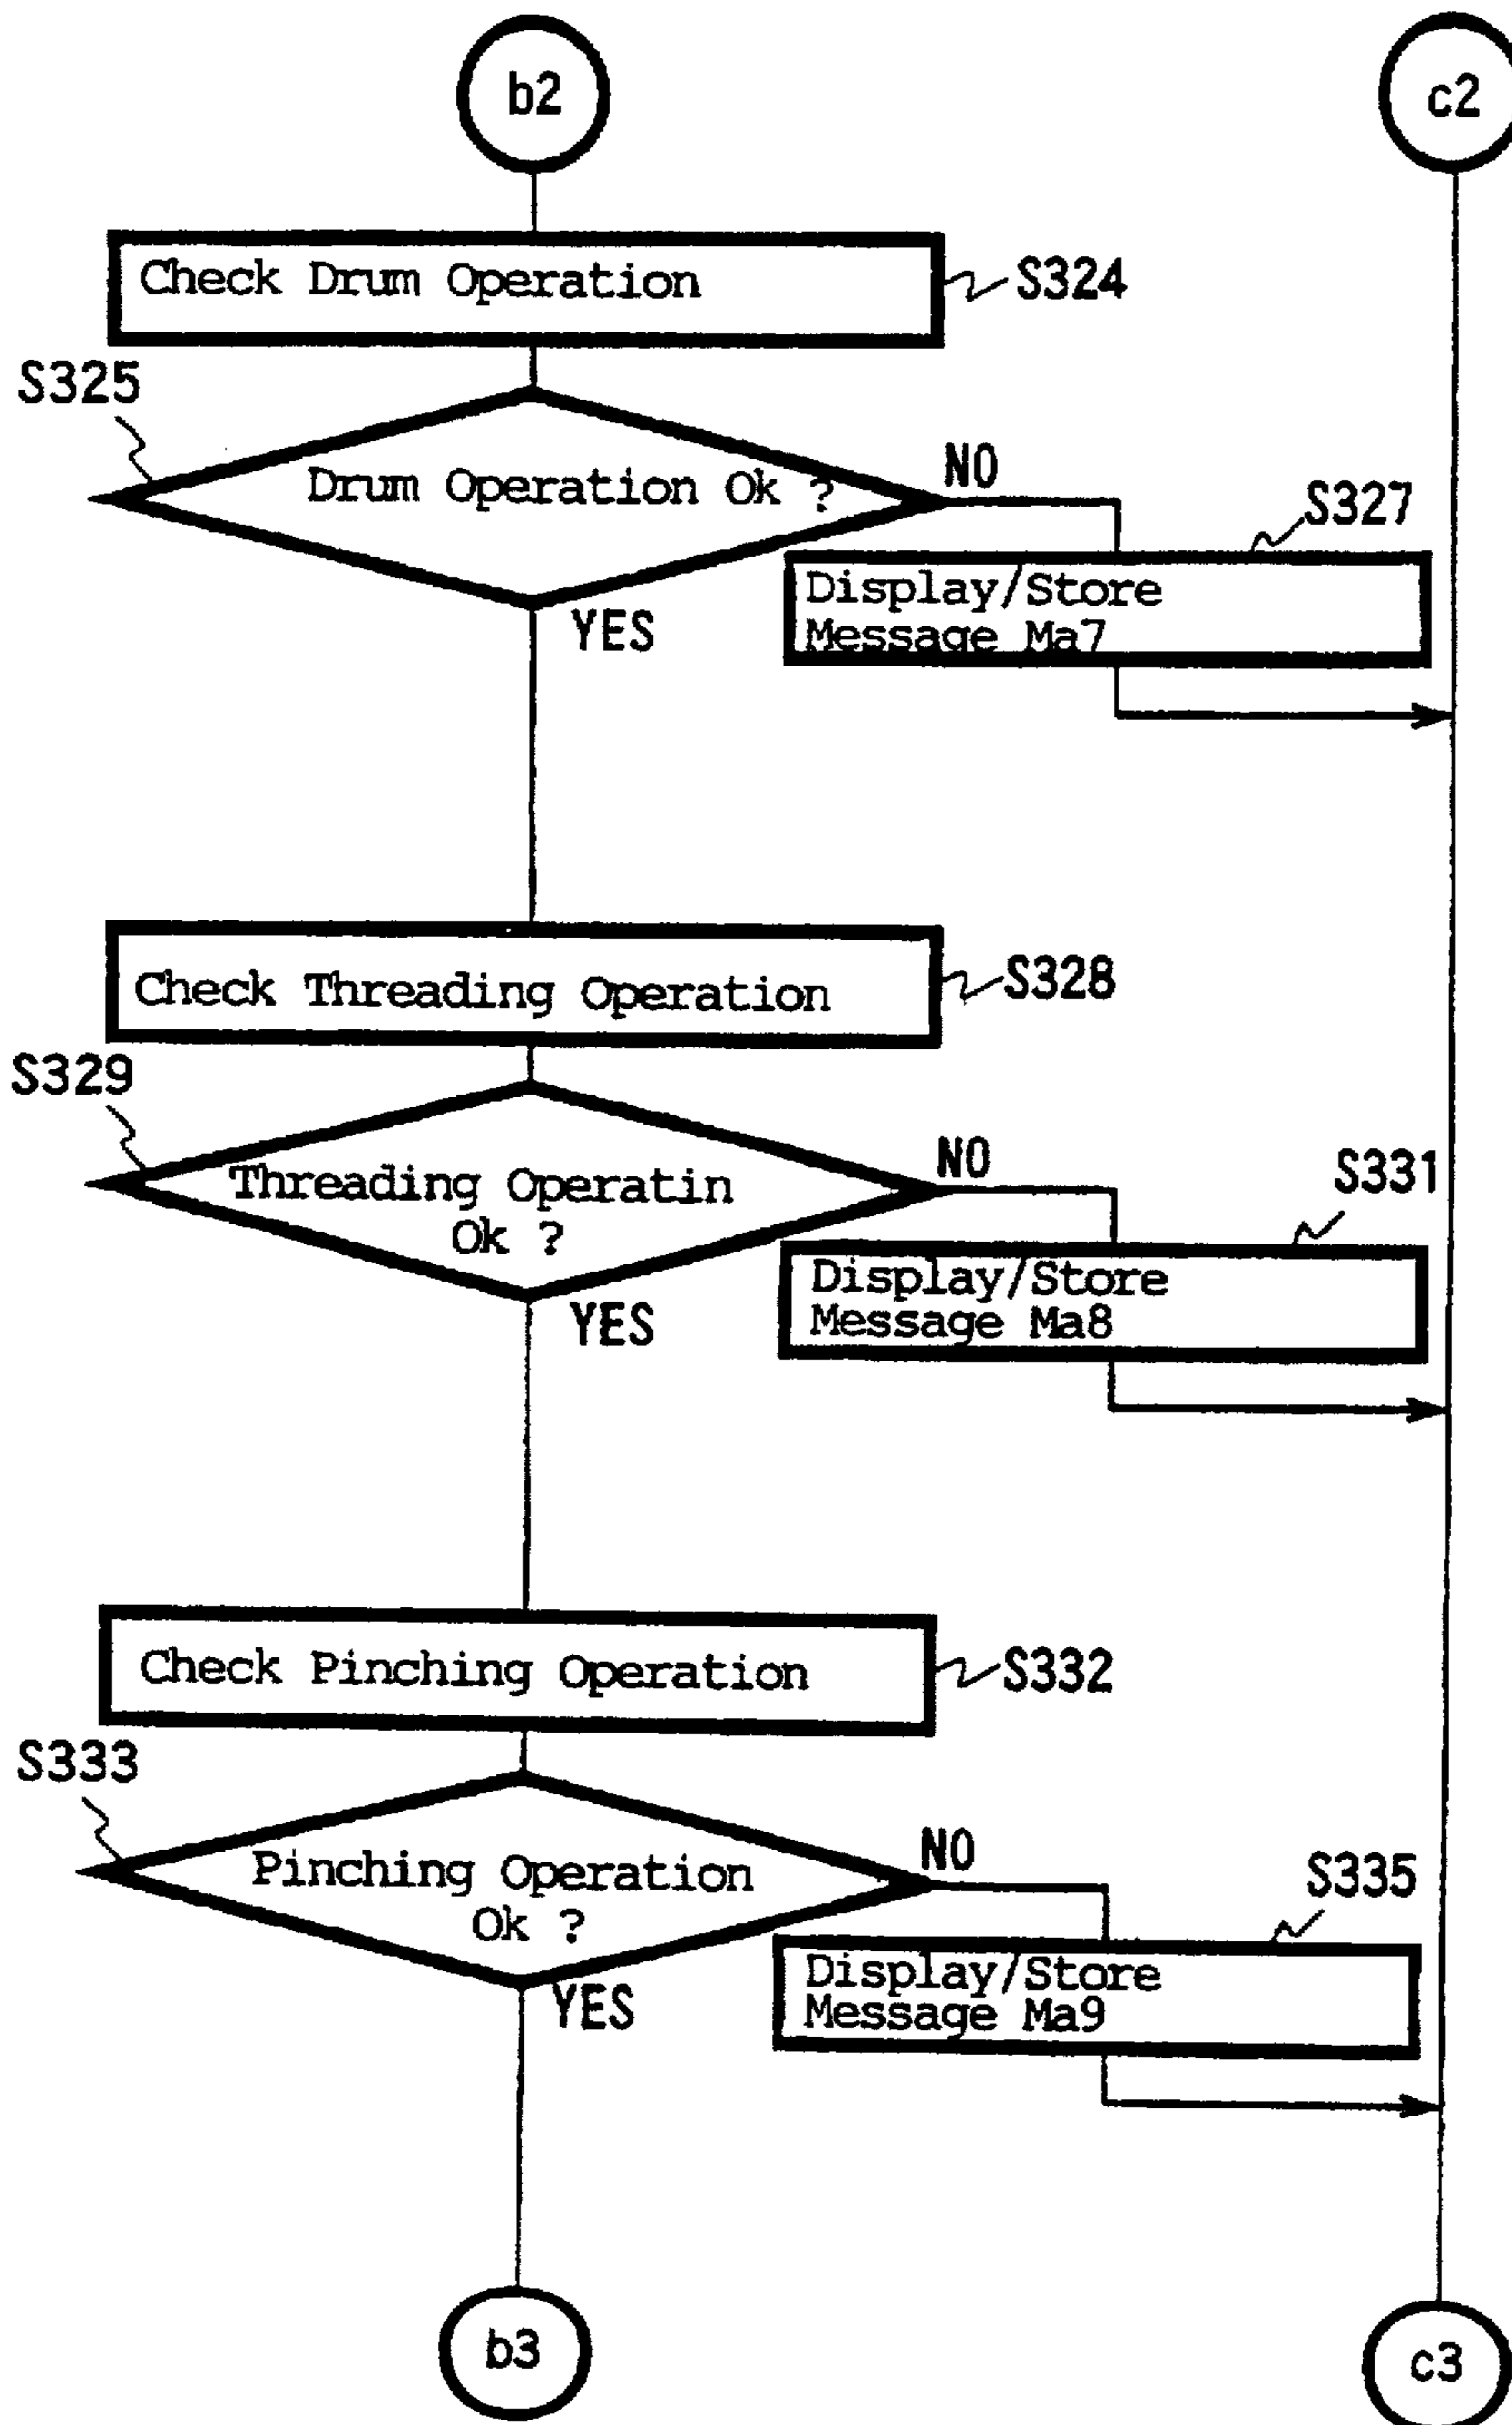 b2
c2
Check Drum Operation
S324
S325
Drum Operation Ok ?
NO
S327
Display/Store
Message Ma7
YES
Check Threading Operation
S328
S329
Threading Operatin
Ok ?
NO
S331
Display/Store
Message Ma8
YES
Check Pinching Operation
S332
S333
Pinching Operation
Ok ?
NO
S335
Display/Store
Message Ma9
YES
b3
c3